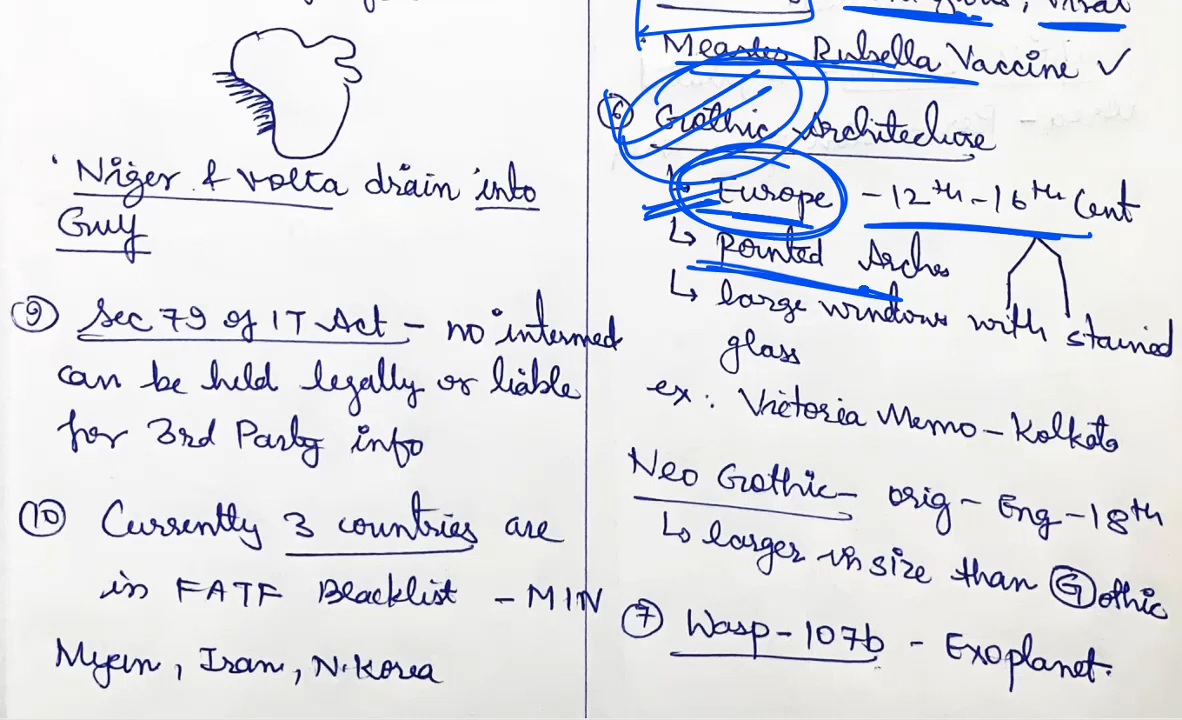 Niger & Volta drain into
Gulf
⑨ Sec 79 of IT Act – no intermed
can be held legally or liable
for 3rd Party info
⑩ Currently 3 countries are
in FATF Blacklist – MIN
Myan, Iran, N. Korea
Measles Rubella Vaccine ✓
⑥ Gothic Architecture
↳ Europe – 12th – 16th Cent
↳ Pointed Arches
↳ large windows with stained
glass
ex: Victoria Memo – Kolkata
Neo Gothic – orig – Eng – 18th
↳ larger in size than Gothic
⑦ Wasp – 107b – Exoplanet.